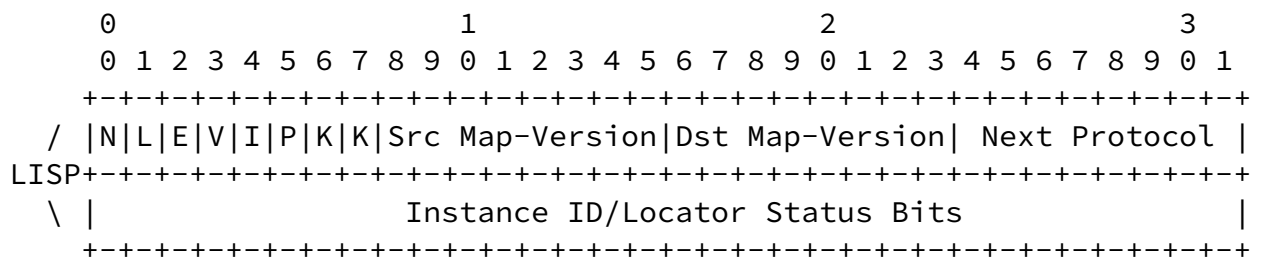 0                   1                   2                   3
 0 1 2 3 4 5 6 7 8 9 0 1 2 3 4 5 6 7 8 9 0 1 2 3 4 5 6 7 8 9 0 1
    +-+-+-+-+-+-+-+-+-+-+-+-+-+-+-+-+-+-+-+-+-+-+-+-+-+-+-+-+-+-+-+-+
  / |N|L|E|V|I|P|K|K|Src Map-Version|Dst Map-Version| Next Protocol |
LISP+-+-+-+-+-+-+-+-+-+-+-+-+-+-+-+-+-+-+-+-+-+-+-+-+-+-+-+-+-+-+-+-+
  \ |                 Instance ID/Locator Status Bits               |
    +-+-+-+-+-+-+-+-+-+-+-+-+-+-+-+-+-+-+-+-+-+-+-+-+-+-+-+-+-+-+-+-+